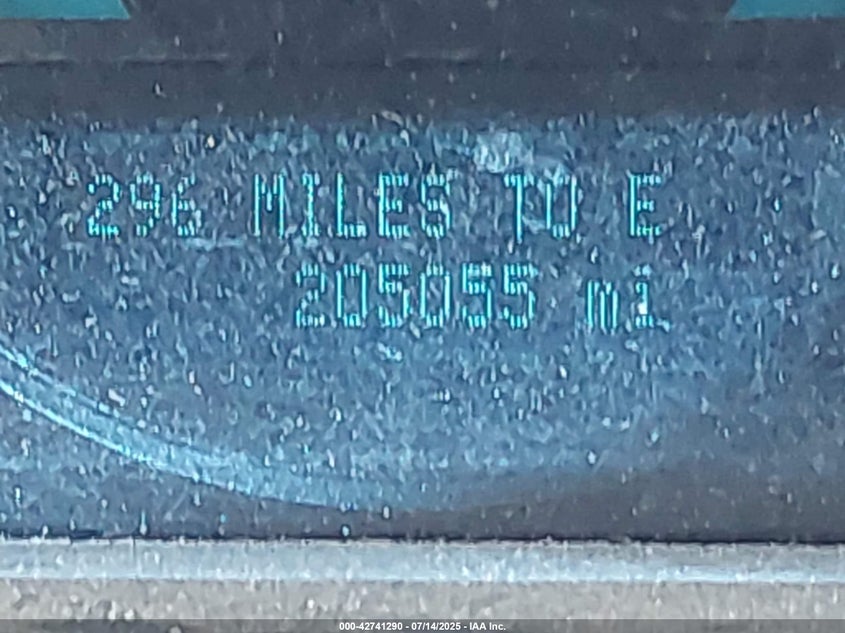 296 MILES TO E
205055 mi
000-42741290 - 07/14/2025 - IAA Inc.